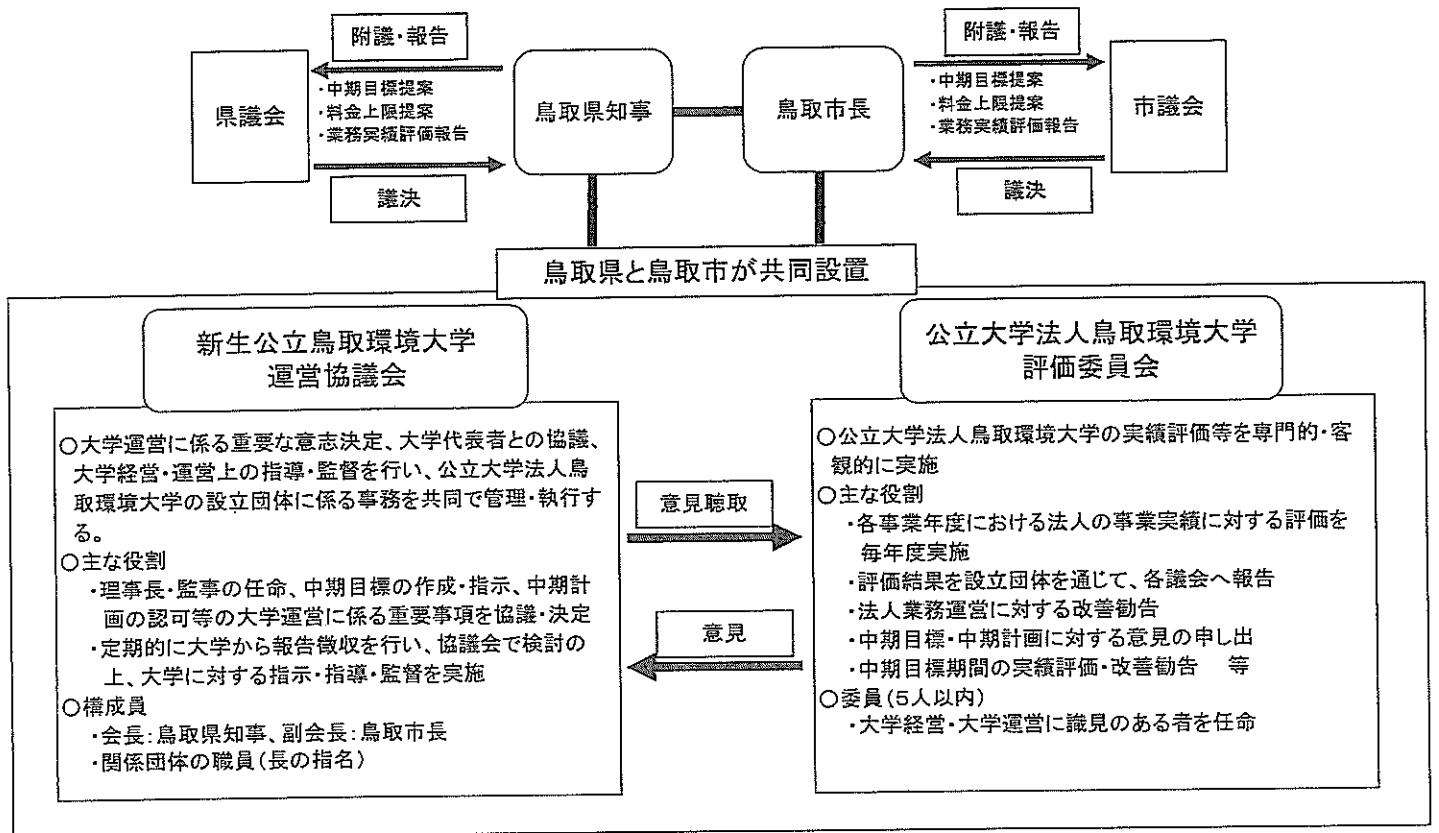 附議・報告
・中期目標提案
・料金上限提案
・業務実績評価報告
県議会
議決
鳥取県知事
鳥取市長
附議・報告
・中期目標提案
・料金上限提案
・業務実績評価報告
市議会
議決
鳥取県と鳥取市が共同設置
新生公立鳥取環境大学
運営協議会
○大学運営に係る重要な意志決定、大学代表者との協議、
大学経営・運営上の指導・監督を行い、公立大学法人鳥
取環境大学の設立団体に係る事務を共同で管理・執行す
る。
○主な役割
・理事長・監事の任命、中期目標の作成・指示、中期計
画の認可等の大学運営に係る重要事項を協議・決定
・定期的に大学から報告徴収を行い、協議会で検討の
上、大学に対する指示・指導・監督を実施
○構成員
・会長:鳥取県知事、副会長:鳥取市長
・関係団体の職員(長の指名)
意見聴取
意見
公立大学法人鳥取環境大学
評価委員会
○公立大学法人鳥取環境大学の実績評価等を専門的・客
観的に実施
○主な役割
・各事業年度における法人の事業実績に対する評価を
毎年度実施
・評価結果を設立団体を通じて、各議会へ報告
・法人業務運営に対する改善勧告
・中期目標・中期計画に対する意見の申し出
・中期目標期間の実績評価・改善勧告 等
○委員(5人以内)
・大学経営・大学運営に識見のある者を任命